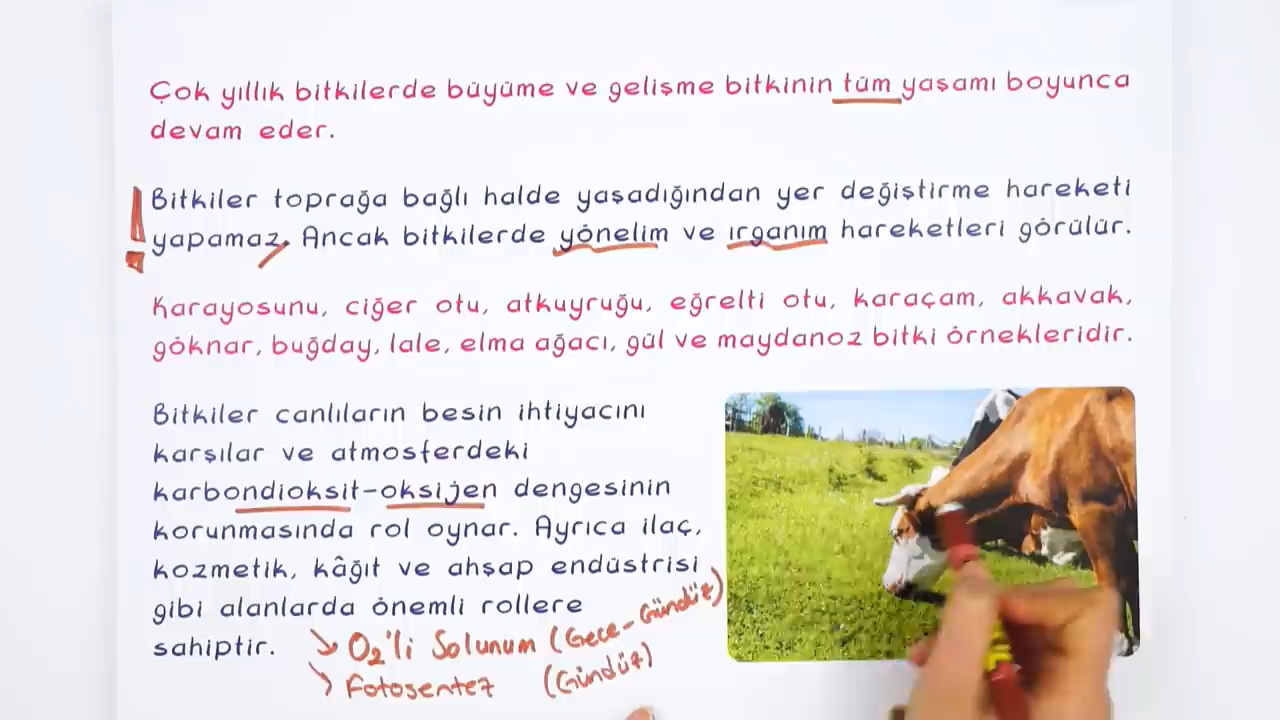 Çok yıllık bitkilerde büyüme ve gelişme bitkinin tüm yaşamı boyunca
devam eder.
! Bitkiler toprağa bağlı halde yaşadığından yer değiştirme hareketi
yapamaz. Ancak bitkilerde yönelim ve ırganım hareketleri görülür.
Karayosunu, ciğer otu, atkuyruğu, eğrelti otu, karaçam, akkavak,
göknar, buğday, lale, elma ağacı, gül ve maydanoz bitki örnekleridir.
Bitkiler canlıların besin ihtiyacını
karşılar ve atmosferdeki
karbondioksit-oksijen dengesinin
korunmasında rol oynar. Ayrıca ilaç,
kozmetik, kâğıt ve ahşap endüstrisi
gibi alanlarda önemli rollere
sahiptir.
↘ O₂'li Solunum (Gece-Gündüz)
↘ Fotosentez (Gündüz)